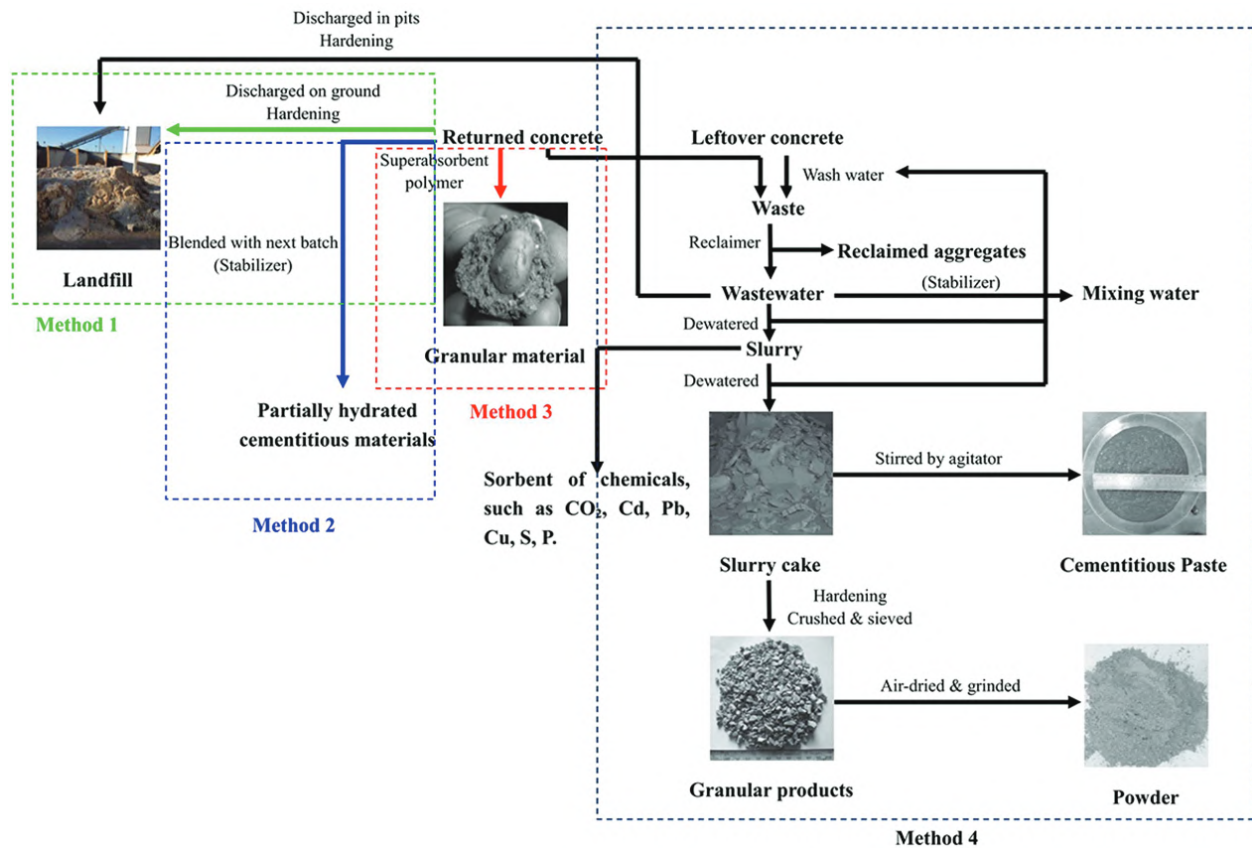 Discharged in pits
Hardening
Discharged on ground
Hardening
Returned concrete
Leftover concrete
Superabsorbent
polymer
Wash water
Waste
Blended with next batch
(Stabilizer)
Reclaimer
Reclaimed aggregates
Landfill
(Stabilizer)
Wastewater
Mixing water
Method 1
Dewatered
Slurry
Granular material
Dewatered
Method 3
Partially hydrated
cementitious materials
Stirred by agitator
Sorbent of chemicals,
such as CO₂, Cd, Pb,
Cu, S, P.
Method 2
Slurry cake
Cementitious Paste
Hardening
Crushed & sieved
Air-dried & grinded
Granular products
Powder
Method 4